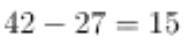 42 − 27 = 15